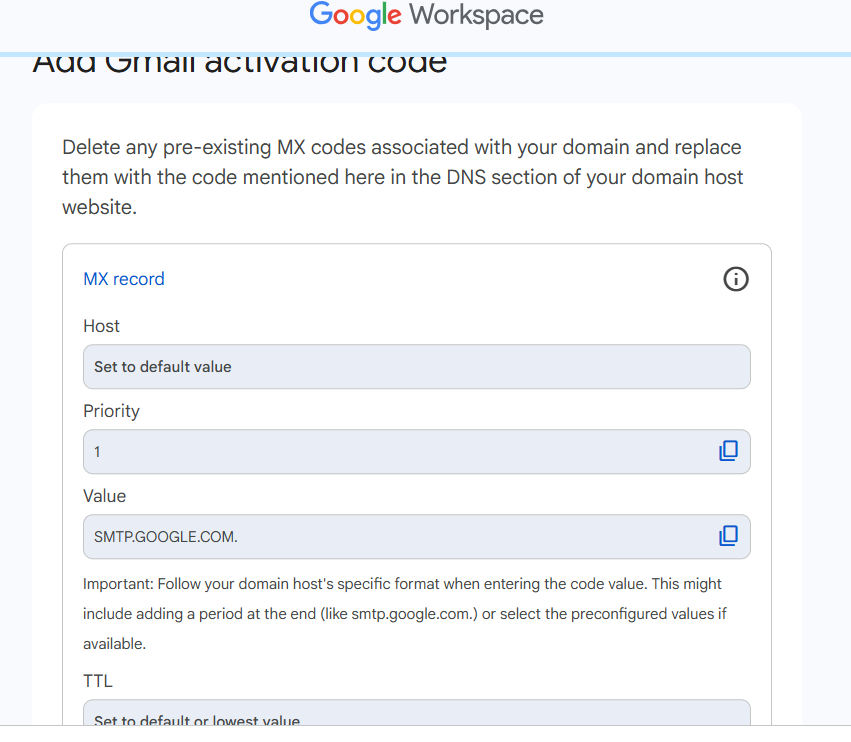 Google Workspace
Add Gmail activation code
Delete any pre-existing MX codes associated with your domain and replace
them with the code mentioned here in the DNS section of your domain host
website.
MX record
Host
Set to default value
Priority
1
Value
SMTP.GOOGLE.COM.
Important: Follow your domain host's specific format when entering the code value. This might
include adding a period at the end (like smtp.google.com.) or select the preconfigured values if
available.
TTL
Set to default or lowest value